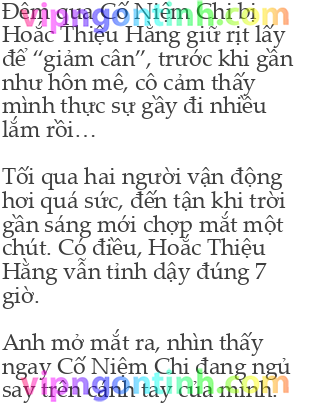 Đêm qua Cố Niệm Chi bị
Hoắc Thiệu Hằng giữ rịt lấy
để “giảm cân”, trước khi gần
như hôn mê, cô cảm thấy
mình thực sự gầy đi nhiều
lắm rồi…
Tối qua hai người vận động
hơi quá sức, đến tận khi trời
gần sáng mới chợp mắt một
chút. Có điều, Hoắc Thiệu
Hằng vẫn tỉnh dậy đúng 7
giờ.
Anh mở mắt ra, nhìn thấy
ngay Cố Niệm Chi đang ngủ
say trên cánh tay của mình.
vipngontinh.com
vipngontinh.com